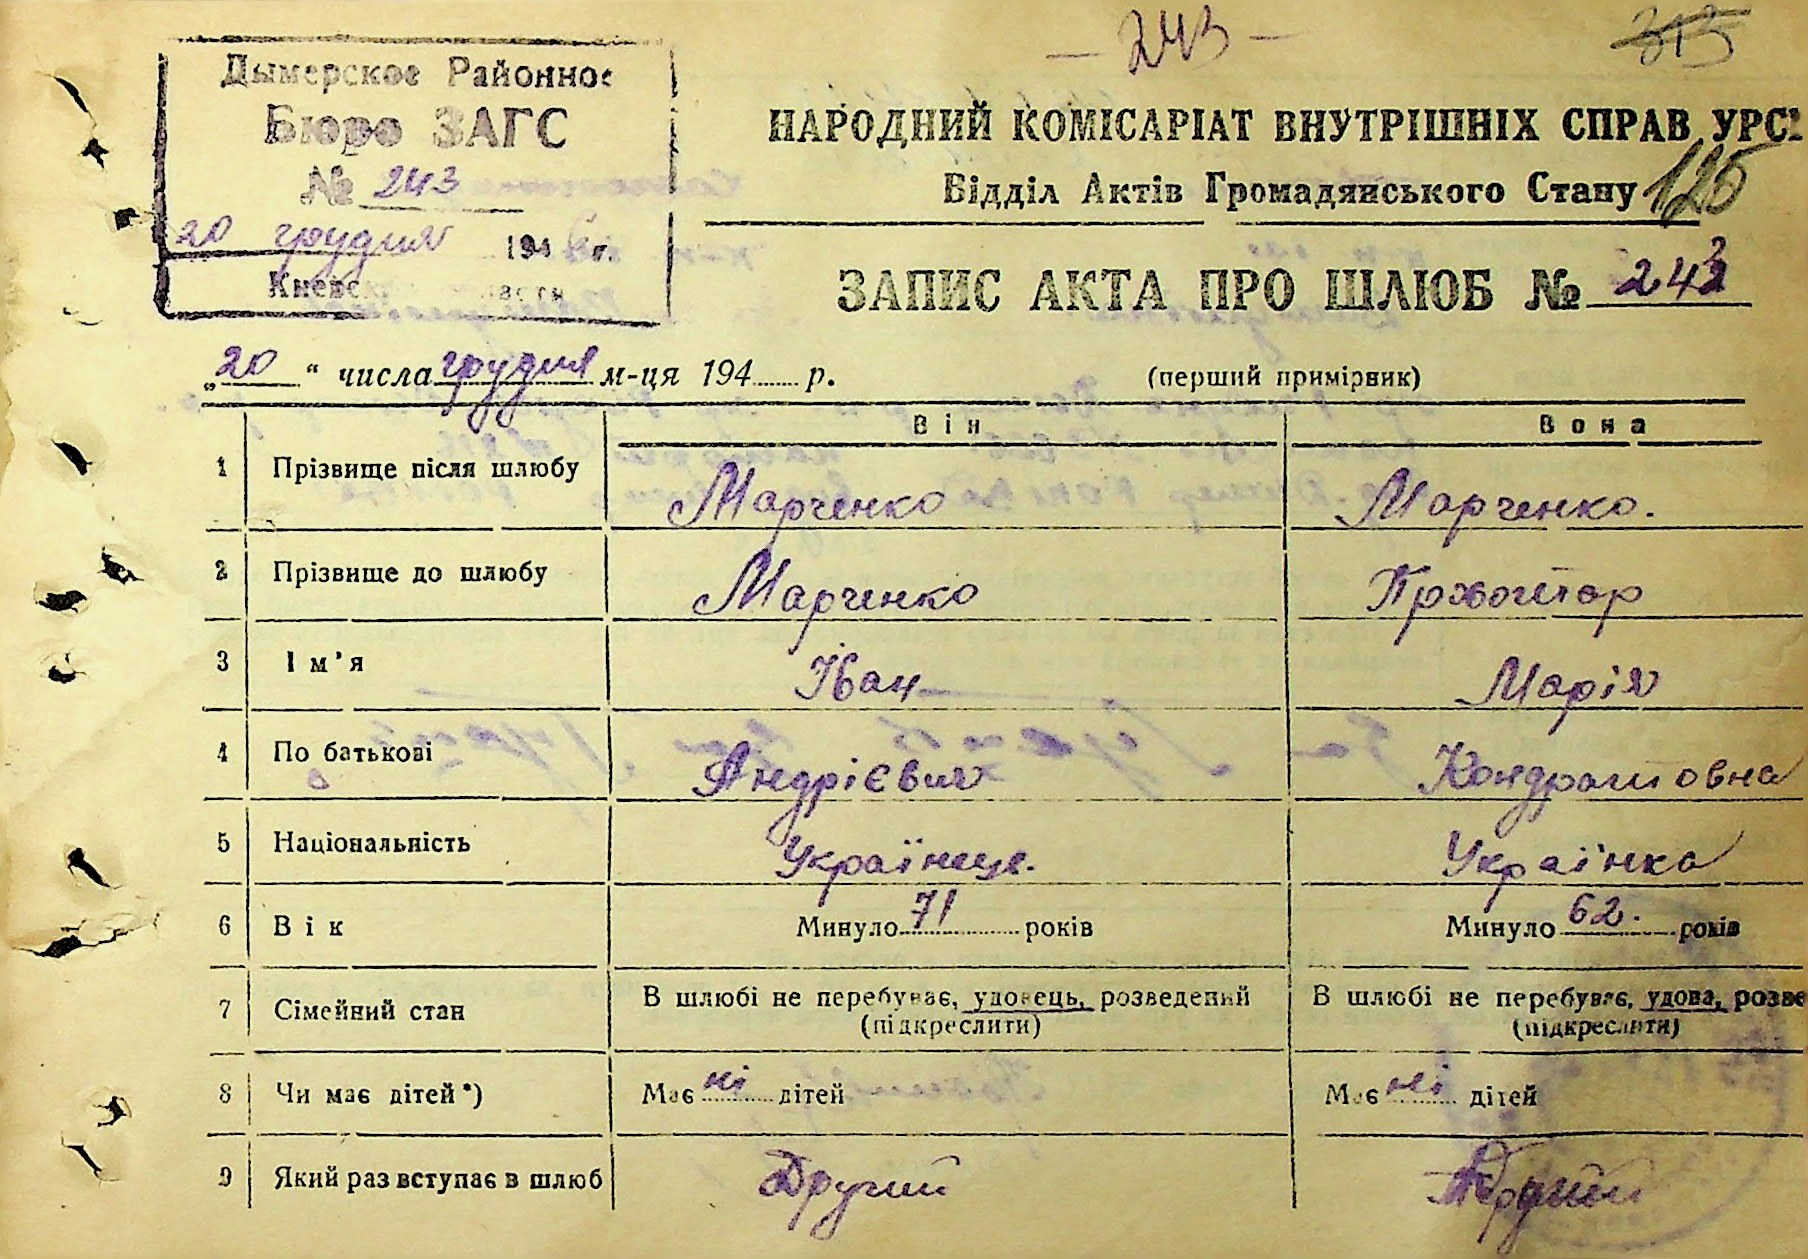 — 243 —
313
Дымерское Районное
Бюро ЗАГС
№ 243
20 грудня 194 г.
НАРОДНИЙ КОМІСАРІАТ ВНУТРІШНІХ СПРАВ УРСР
Відділ Актів Громадянського Стану
125
ЗАПИС АКТА ПРО ШЛЮБ № 243
„20“ числа грудня м-ця 194 р.
(перший примірник)
Він Вона
1 Прізвище після шлюбу Марченко Марченко.
2 Прізвище до шлюбу Марченко
3 Ім'я Іван Марія
4 По батькові Андрієвич Кондратовна
5 Національність Українець. Українка
6 Вік Минуло 71 років Минуло 62. років
7 Сімейний стан В шлюбі не перебуває, удовець, розведений В шлюбі не перебуває, удова, розве
(підкреслити) (підкреслити)
8 Чи має дітей*) Має ні дітей Має ні дітей
9 Який раз вступає в шлюб Другий Другий